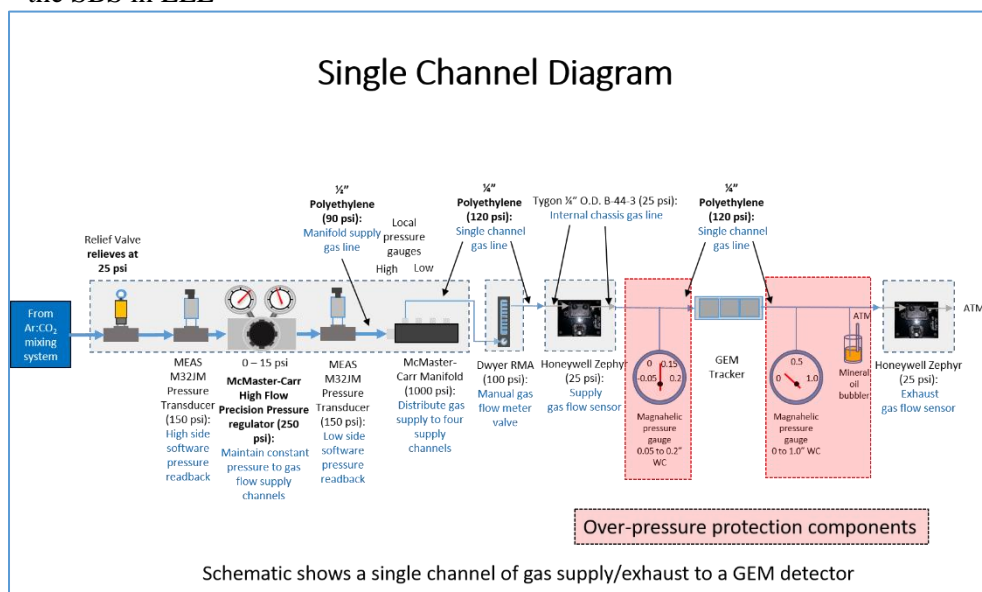 the SBS in EEL
Single Channel Diagram
Relief Valve
relieves at
25 psi
½”
Polyethylene
(90 psi):
Manifold supply
gas line
Local
pressure
gauges
High Low
¼”
Polyethylene
(120 psi):
Single channel
gas line
Tygon ¼” O.D. B-44-3 (25 psi):
Internal chassis gas line
¼”
Polyethylene
(120 psi):
Single channel
gas line
From
Ar:CO2
mixing
system
MEAS
M32JM
Pressure
Transducer
(150 psi):
High side
software
pressure
readback
0 – 15 psi
McMaster-Carr
High Flow
Precision Pressure
regulator (250
psi):
Maintain constant
pressure to gas
flow supply
channels
MEAS
M32JM
Pressure
Transducer
(150 psi):
Low side
software
pressure
readback
McMaster-
Carr Manifold
(1000 psi):
Distribute gas
supply to four
supply
channels
Dwyer RMA
(100 psi):
Manual gas
flow meter
valve
Honeywell Zephyr
(25 psi):
Supply
gas flow sensor
0 0.15
-0.05 0.2
Magnahelic
pressure
gauge
0.05 to 0.2”
WC
GEM
Tracker
0.5
0 1.0
Magnahelic
pressure
gauge
0 to 1.0” WC
ATM
Mineral
oil
bubbler
ATM
Honeywell Zephyr
(25 psi):
Exhaust
gas flow sensor
Over-pressure protection components
Schematic shows a single channel of gas supply/exhaust to a GEM detector